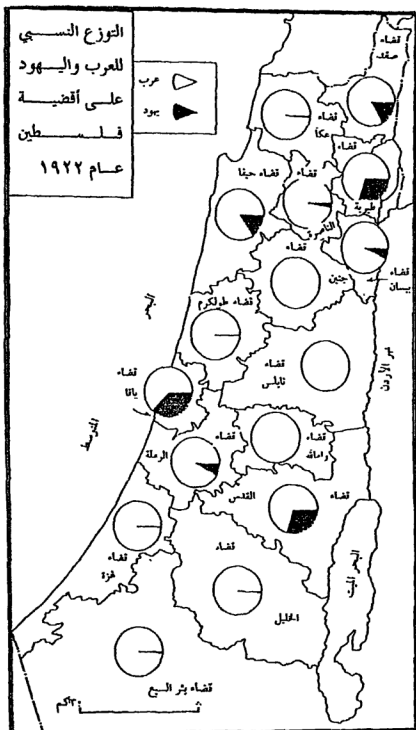 التوزع النسبي
للعرب واليهود
على أقضية
فلسطين
عام ١٩٢٢
عرب
يهود
قضاء
صفد
قضاء
عكا
قضاء حيفا
قضاء
الناصرة
قضاء
طبرية
قضاء
بيسان
قضاء
جنين
قضاء طولكرم
قضاء
نابلس
قضاء
يافا
قضاء
الرملة
قضاء
رام الله
قضاء
القدس
قضاء
غزة
قضاء
الخليل
قضاء بئر السبع
البحر
المتوسط
نهر الأردن
البحر الميت